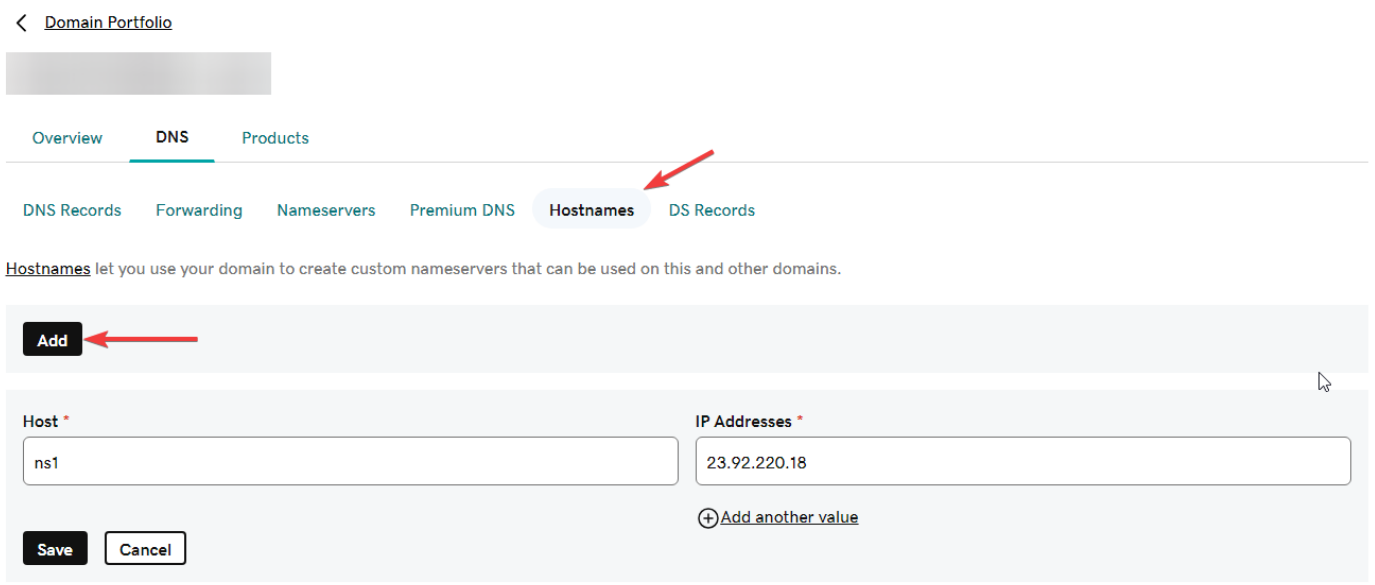 Domain Portfolio
Overview DNS Products
DNS Records Forwarding Nameservers Premium DNS Hostnames DS Records
Hostnames let you use your domain to create custom nameservers that can be used on this and other domains.
Add
Host * IP Addresses *
ns1 23.92.220.18
Add another value
Save Cancel